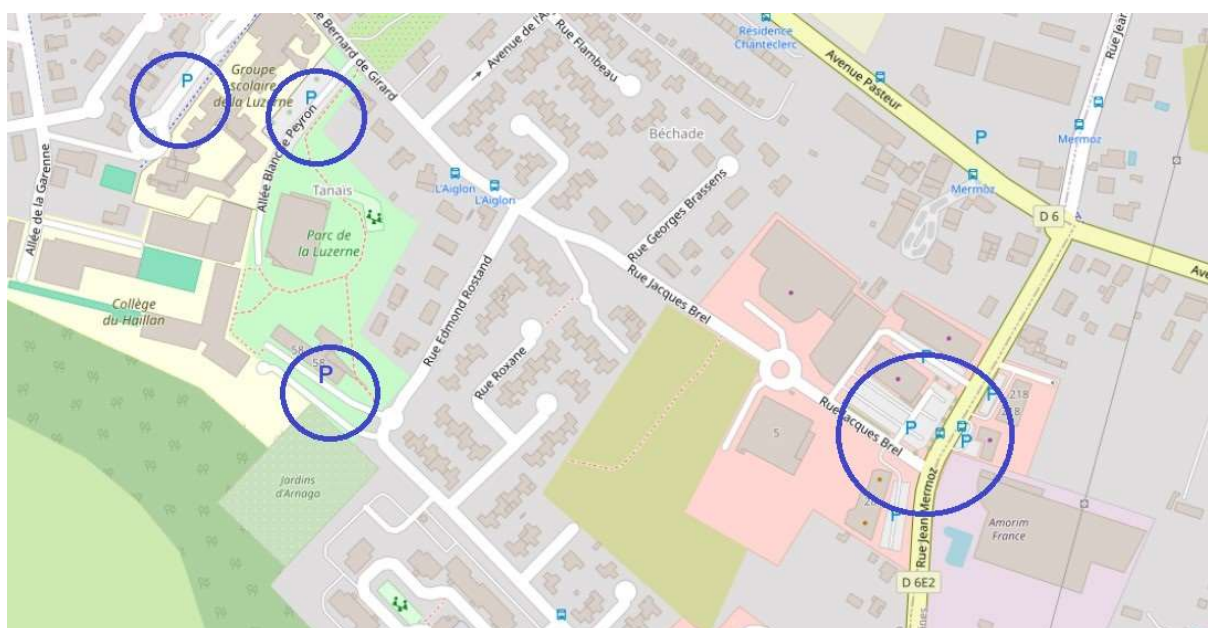 Rue Bernard de Girard
Avenue de l'Aig
Rue Flambeau
Résidence
Chanteclerc
Avenue Pasteur
Rue Jean
P
Groupe
scolaire
de la Luzerne
P
Allée Blanche Peyron
Béchade
P
Mermoz
Mermoz
L'Aiglon
L'Aiglon
Tanais
Allée de la Garenne
Parc de
la Luzerne
Rue Georges Brassens
D 6
Ave
Collège
du Haillan
Rue Edmond Rostand
Rue Jacques Brel
58
58
P
Rue Roxane
Rue Jacques Brel
218
218
P
P
P
5
Jardins
d'Arnaga
P
Rue Jean Mermoz
Amorim
France
D 6E2